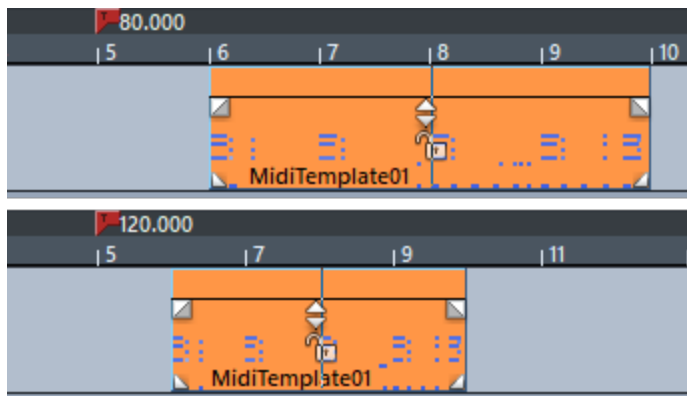 T 80.000
5 6 7 8 9 10
MidiTemplate01
T 120.000
5 7 9 11
MidiTemplate01